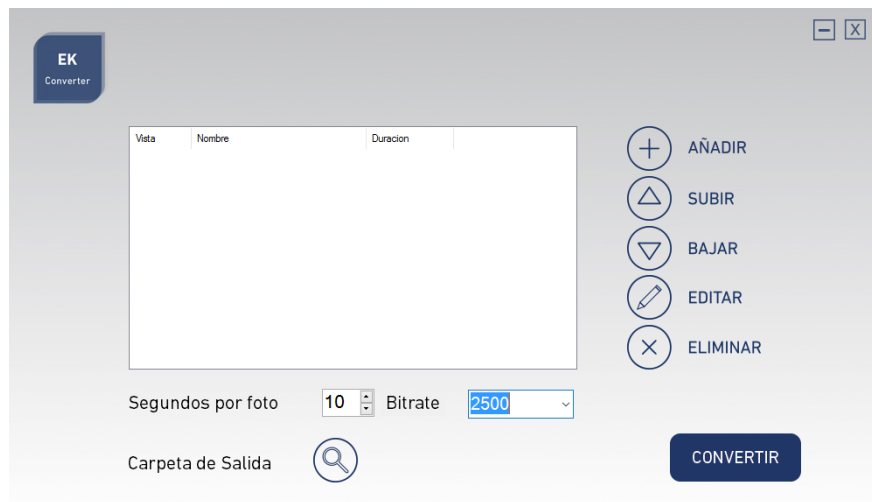 EK
Converter
X
Vista Nombre Duracion
AÑADIR
SUBIR
BAJAR
EDITAR
ELIMINAR
Segundos por foto 10 Bitrate 2500
Carpeta de Salida
CONVERTIR